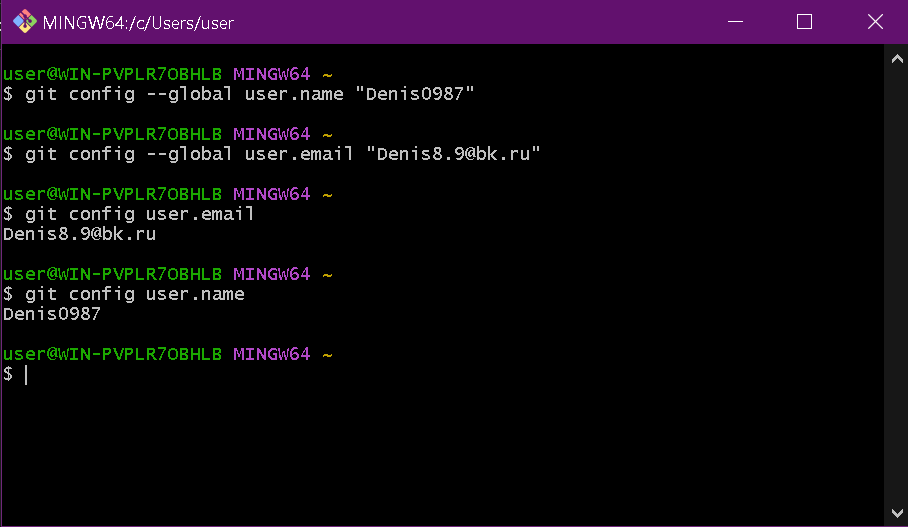 MINGW64:/c/Users/user
user@WIN-PVPLR7OBHLB MINGW64 ~
$ git config --global user.name "Denis0987"
user@WIN-PVPLR7OBHLB MINGW64 ~
$ git config --global user.email "Denis8.9@bk.ru"
user@WIN-PVPLR7OBHLB MINGW64 ~
$ git config user.email
Denis8.9@bk.ru
user@WIN-PVPLR7OBHLB MINGW64 ~
$ git config user.name
Denis0987
user@WIN-PVPLR7OBHLB MINGW64 ~
$